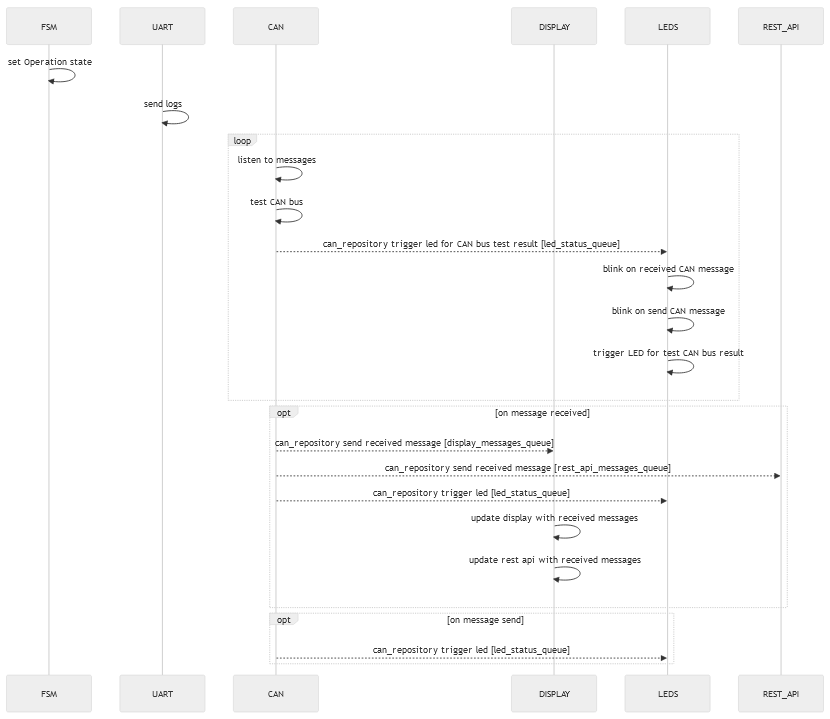 FSM
UART
CAN
DISPLAY
LEDS
REST_API
set Operation state
send logs
loop
listen to messages
test CAN bus
can_repository trigger led for CAN bus test result [led_status_queue]
blink on received CAN message
blink on send CAN message
trigger LED for test CAN bus result
opt
[on message received]
can_repository send received message [display_messages_queue]
can_repository send received message [rest_api_messages_queue]
can_repository trigger led [led_status_queue]
update display with received messages
update rest api with received messages
opt
[on message send]
can_repository trigger led [led_status_queue]
FSM
UART
CAN
DISPLAY
LEDS
REST_API